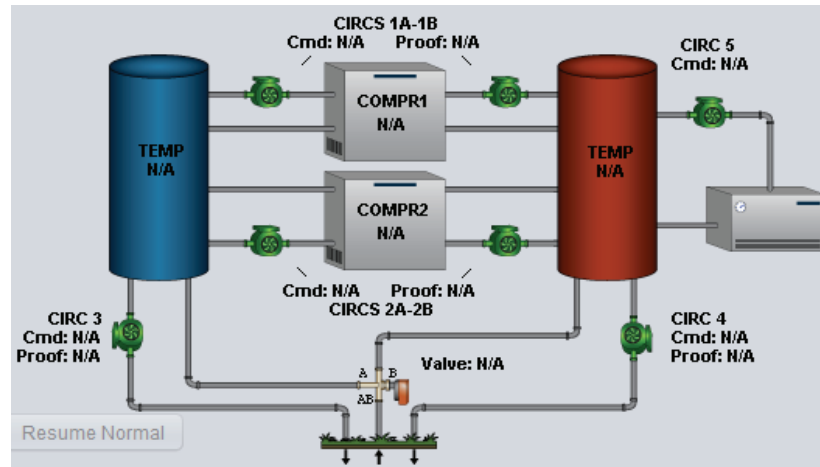 CIRCS 1A-1B
Cmd: N/A Proof: N/A
CIRC 5
Cmd: N/A
COMPR1
N/A
TEMP
N/A
TEMP
N/A
COMPR2
N/A
Cmd: N/A Proof: N/A
CIRCS 2A-2B
CIRC 3
Cmd: N/A
Proof: N/A
CIRC 4
Cmd: N/A
Proof: N/A
Valve: N/A
A B
AB
Resume Normal